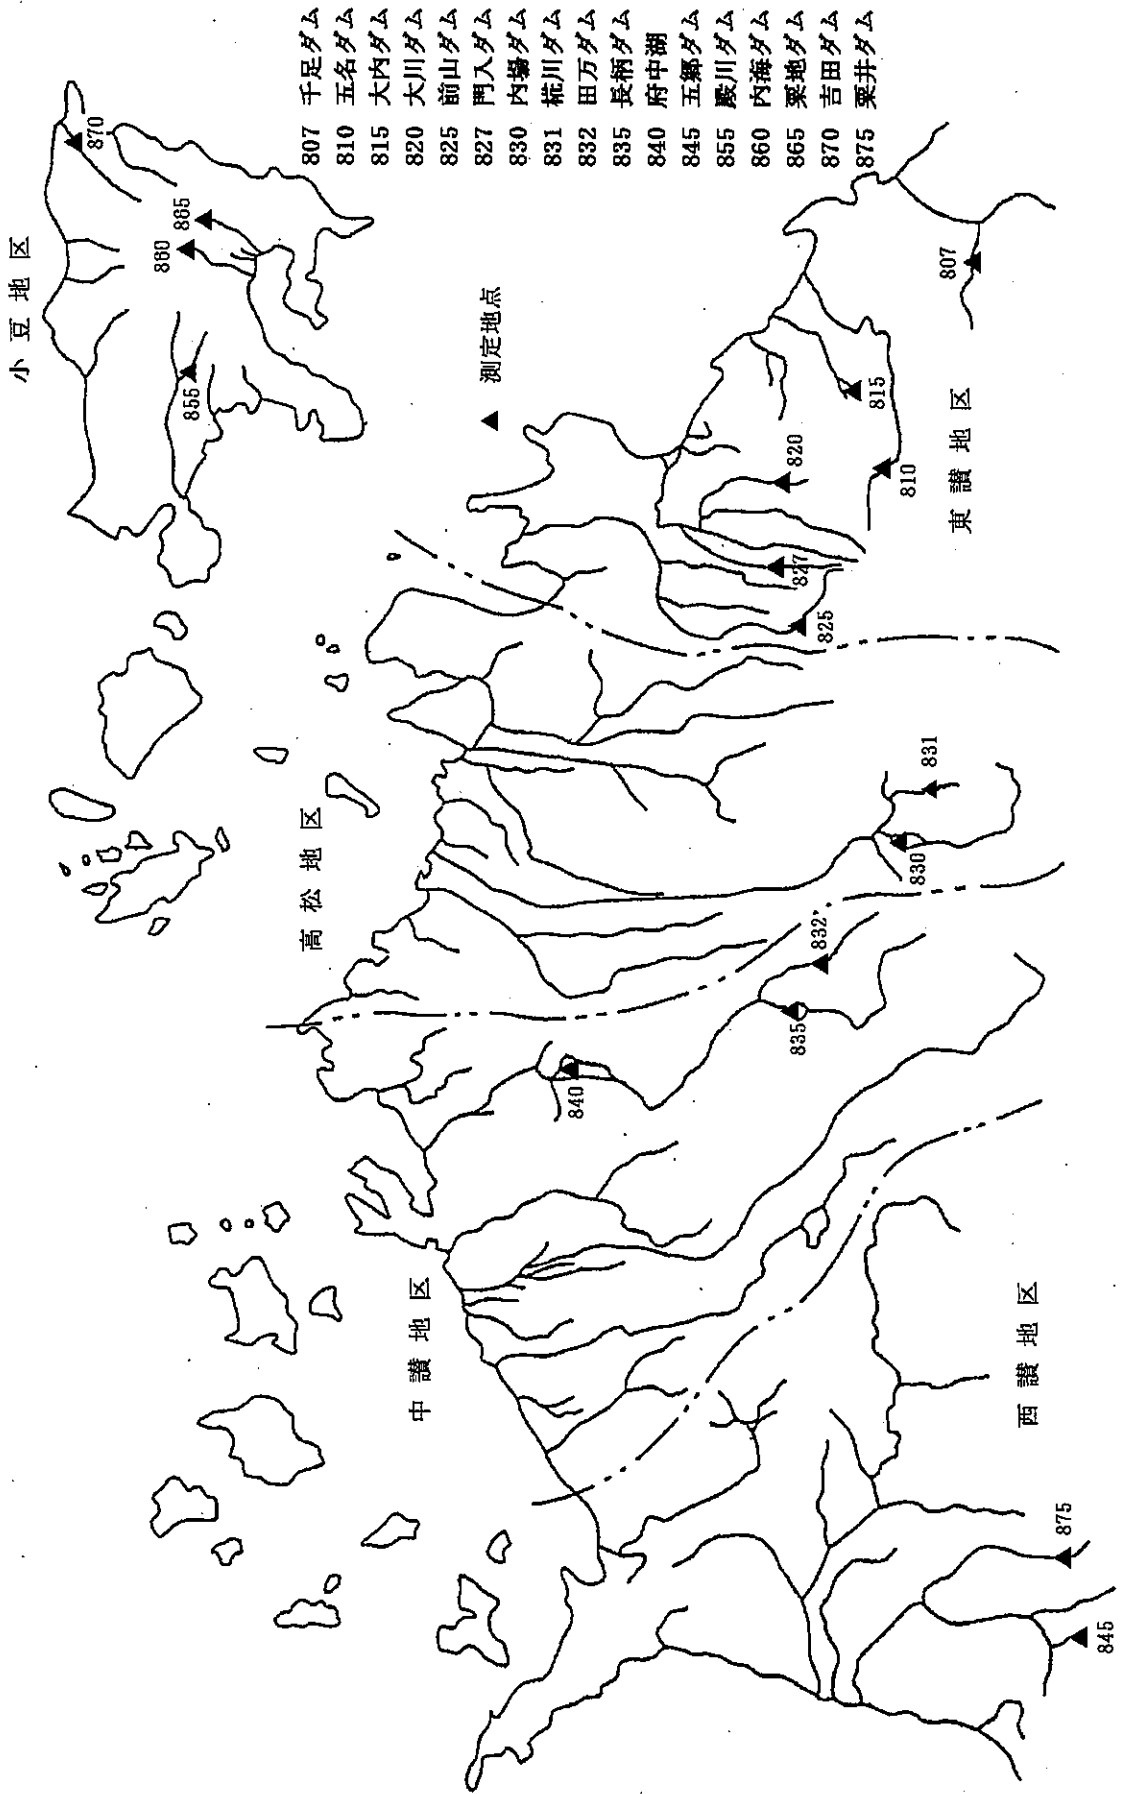 小豆地区
870
865
860
855
807 千足ダム
810 五名ダム
815 大内ダム
820 大川ダム
825 前山ダム
827 門入ダム
830 内場ダム
831 椛川ダム
832 田万ダム
835 長柄ダム
840 府中湖
845 五郷ダム
855 殿川ダム
860 内海ダム
865 粟地ダム
870 吉田ダム
875 粟井ダム
▲ 測定地点
高松地区
807
815
820
810
827
825
東讃地区
831
830
832
835
840
中讃地区
西讃地区
875
845